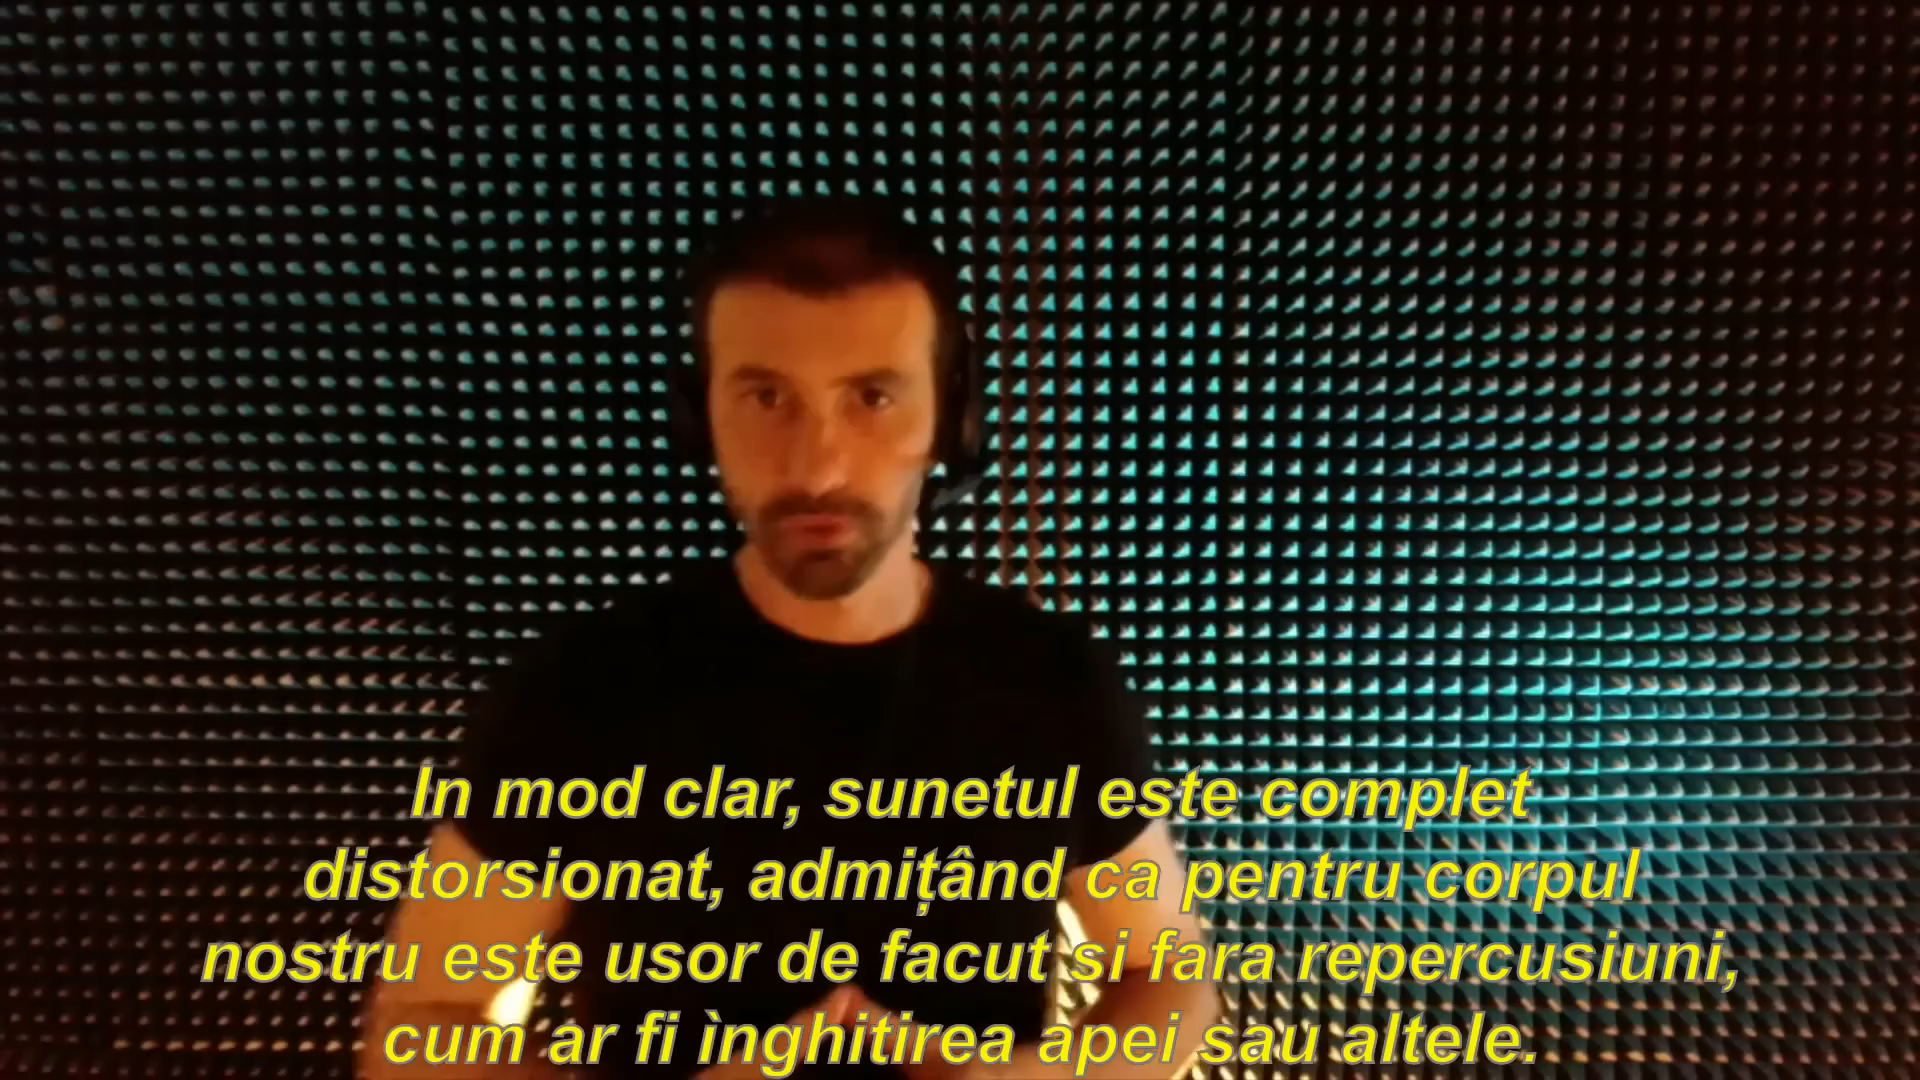 In mod clar, sunetul este complet
distorsionat, admițând ca pentru corpul
nostru este usor de facut si fara repercusiuni,
cum ar fi ìnghitirea apei sau altele.